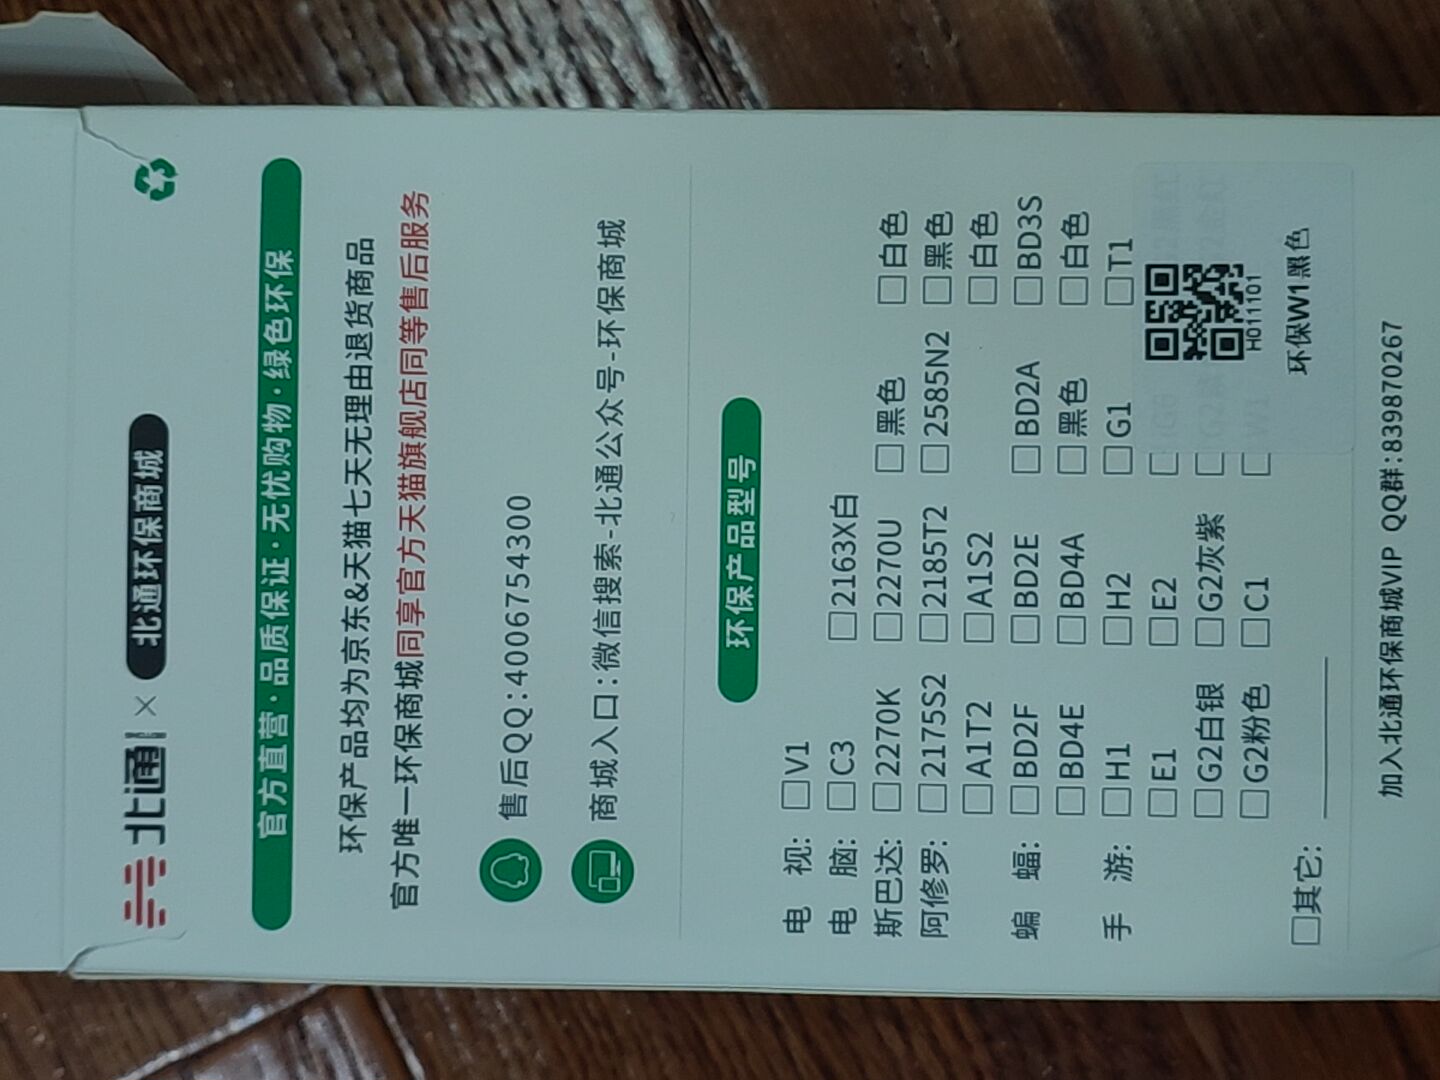 北通 × 北通环保商城
官方直营·品质保证·无忧购物·绿色环保
环保产品均为京东&天猫七天无理由退货商品
官方唯一环保商城同享官方天猫旗舰店同等售后服务
售后QQ:4006754300
商城入口:微信搜索-北通公众号-环保商城
环保产品型号
电 视: □V1
电 脑: □C3 □2163X白
斯巴达: □2270K □2270U □黑色 □白色
阿修罗: □2175S2 □2185T2 □2585N2 □黑色
□A1T2 □A1S2 □白色
蝙 蝠: □BD2F □BD2E □BD2A □BD3S
□BD4E □BD4A □黑色 □白色
手 游: □H1 □H2 □G1 □T1
□E1 □E2 □
□G2白银 □G2灰紫 □
□G2粉色 □C1 □
H011101
环保W1黑色
□其它:
加入北通环保商城VIP QQ群:839870267